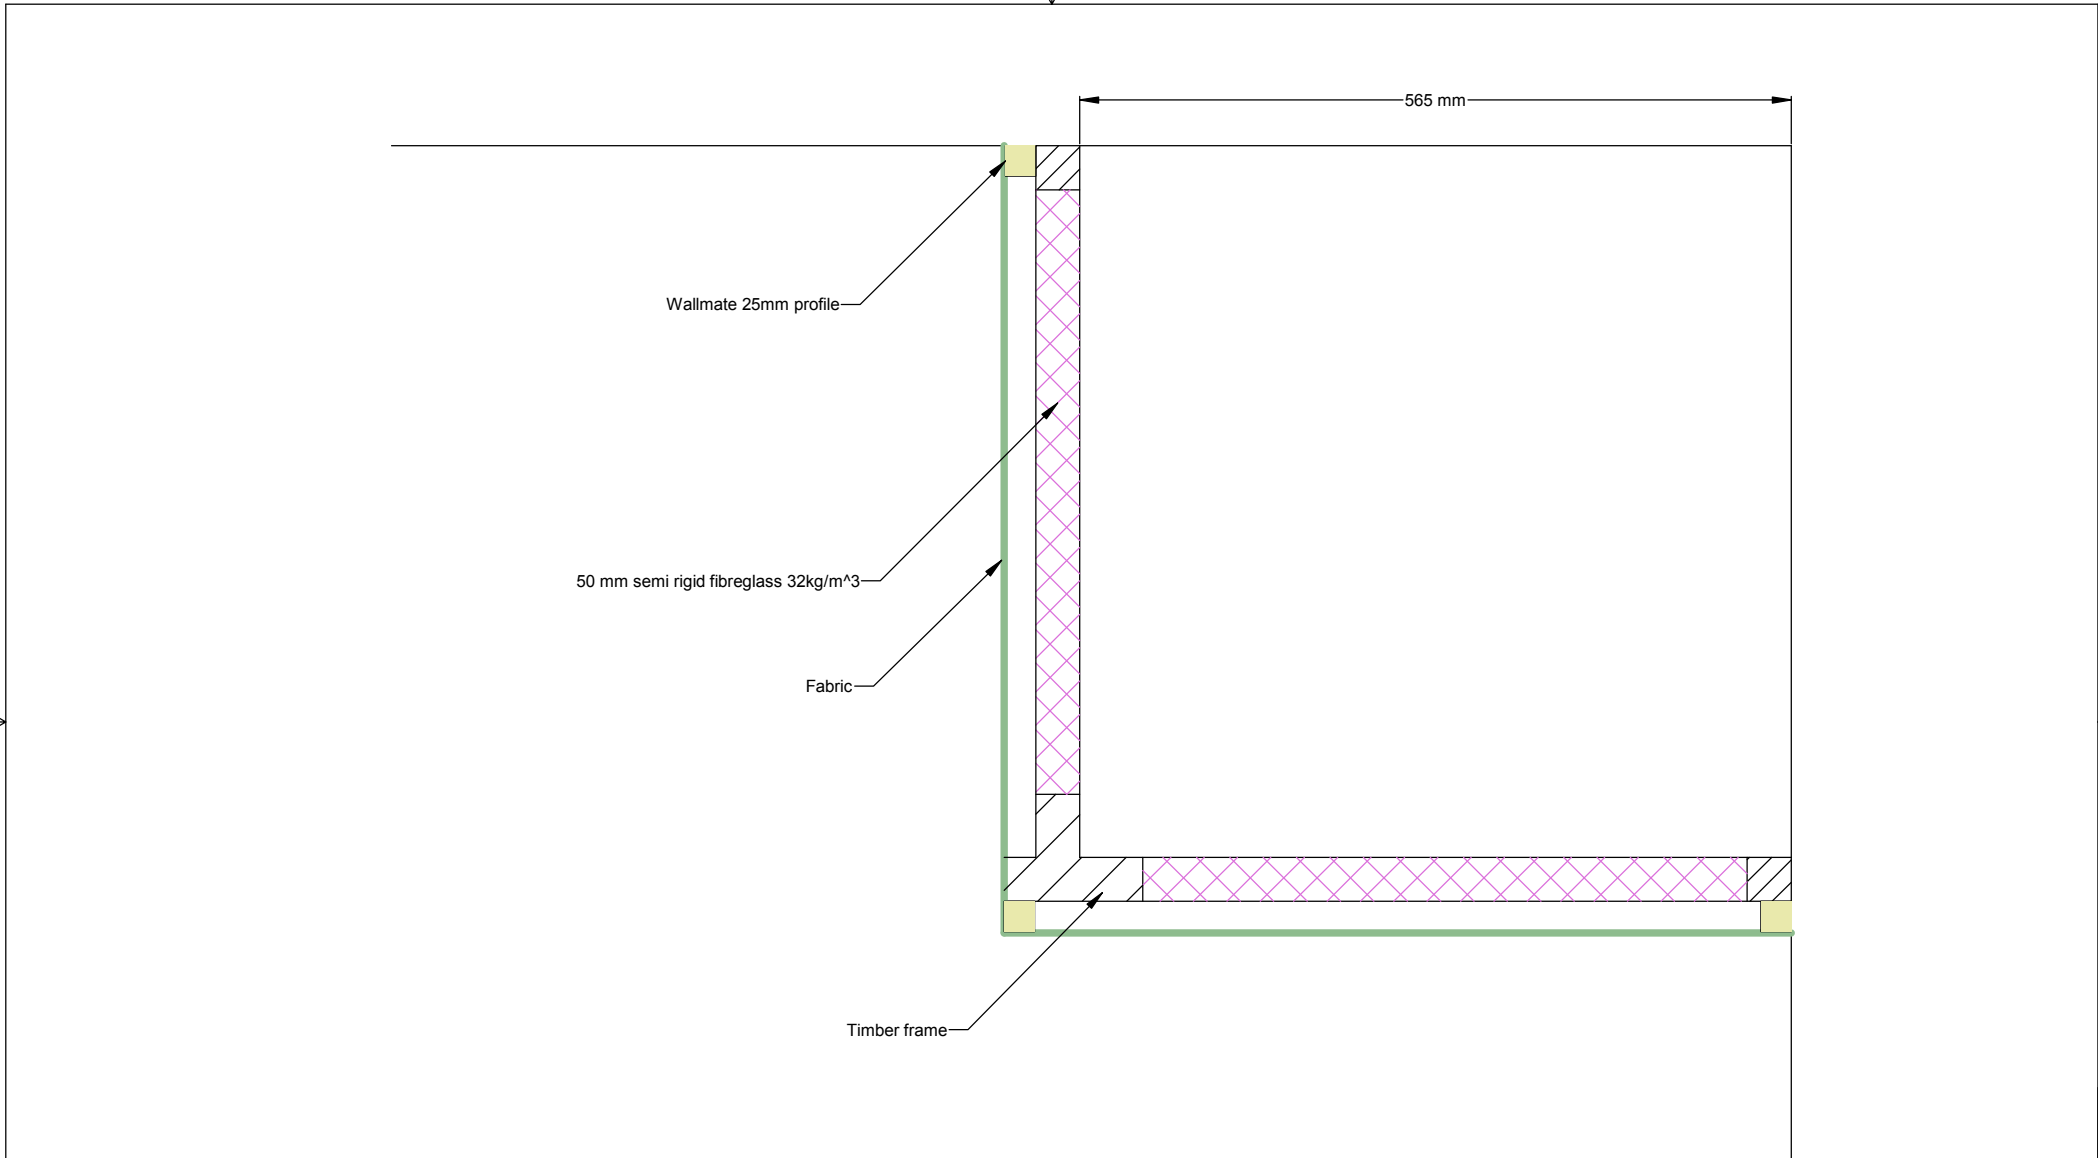 565 mm
Wallmate 25mm profile
50 mm semi rigid fibreglass 32kg/m^3
Fabric
Timber frame